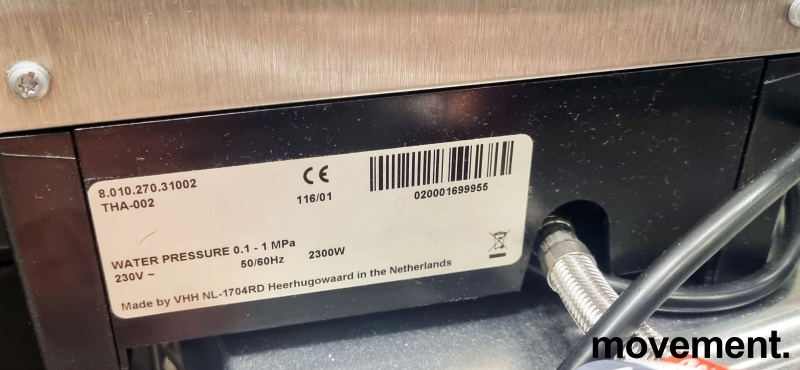 8.010.270.31002
THA-002
CE
116/01
020001699955
WATER PRESSURE 0.1 - 1 MPa
230V ~ 50/60Hz 2300W
Made by VHH NL-1704RD Heerhugowaard in the Netherlands
movement.